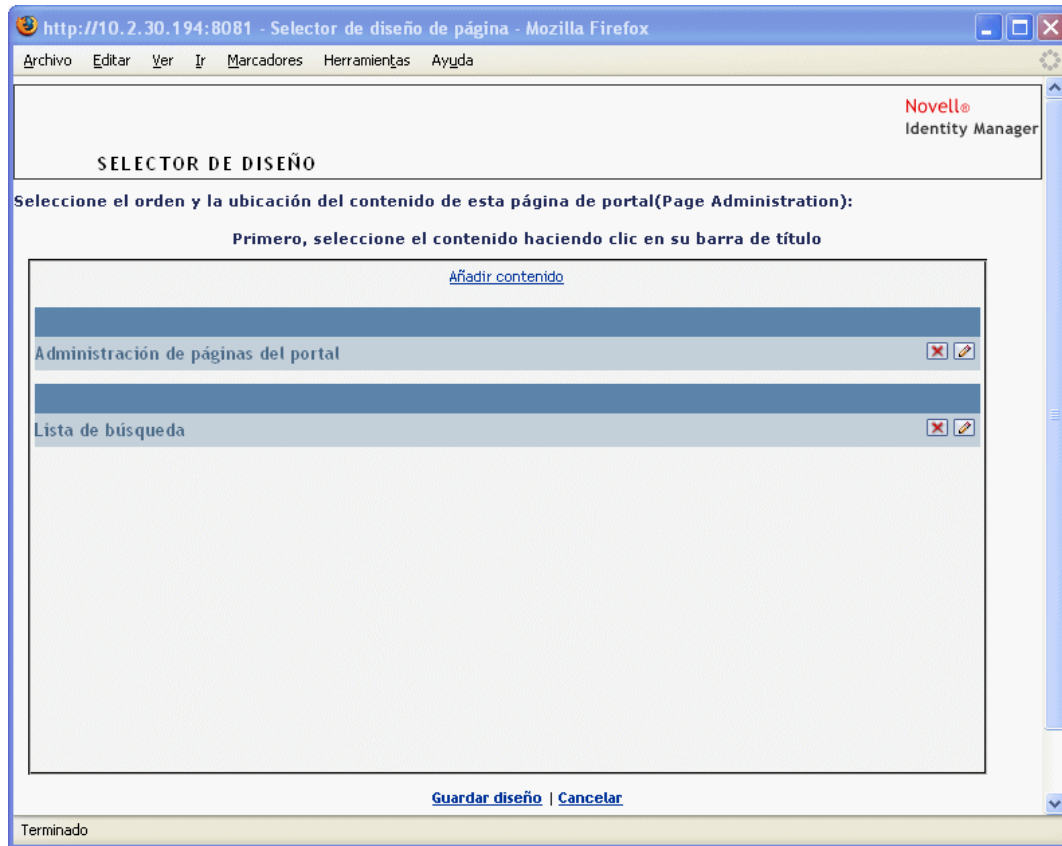 http://10.2.30.194:8081 - Selector de diseño de página - Mozilla Firefox
Archivo Editar Ver Ir Marcadores Herramientas Ayuda
Novell®
Identity Manager
SELECTOR DE DISEÑO
Seleccione el orden y la ubicación del contenido de esta página de portal(Page Administration):
Primero, seleccione el contenido haciendo clic en su barra de título
Añadir contenido
Administración de páginas del portal
Lista de búsqueda
Guardar diseño | Cancelar
Terminado